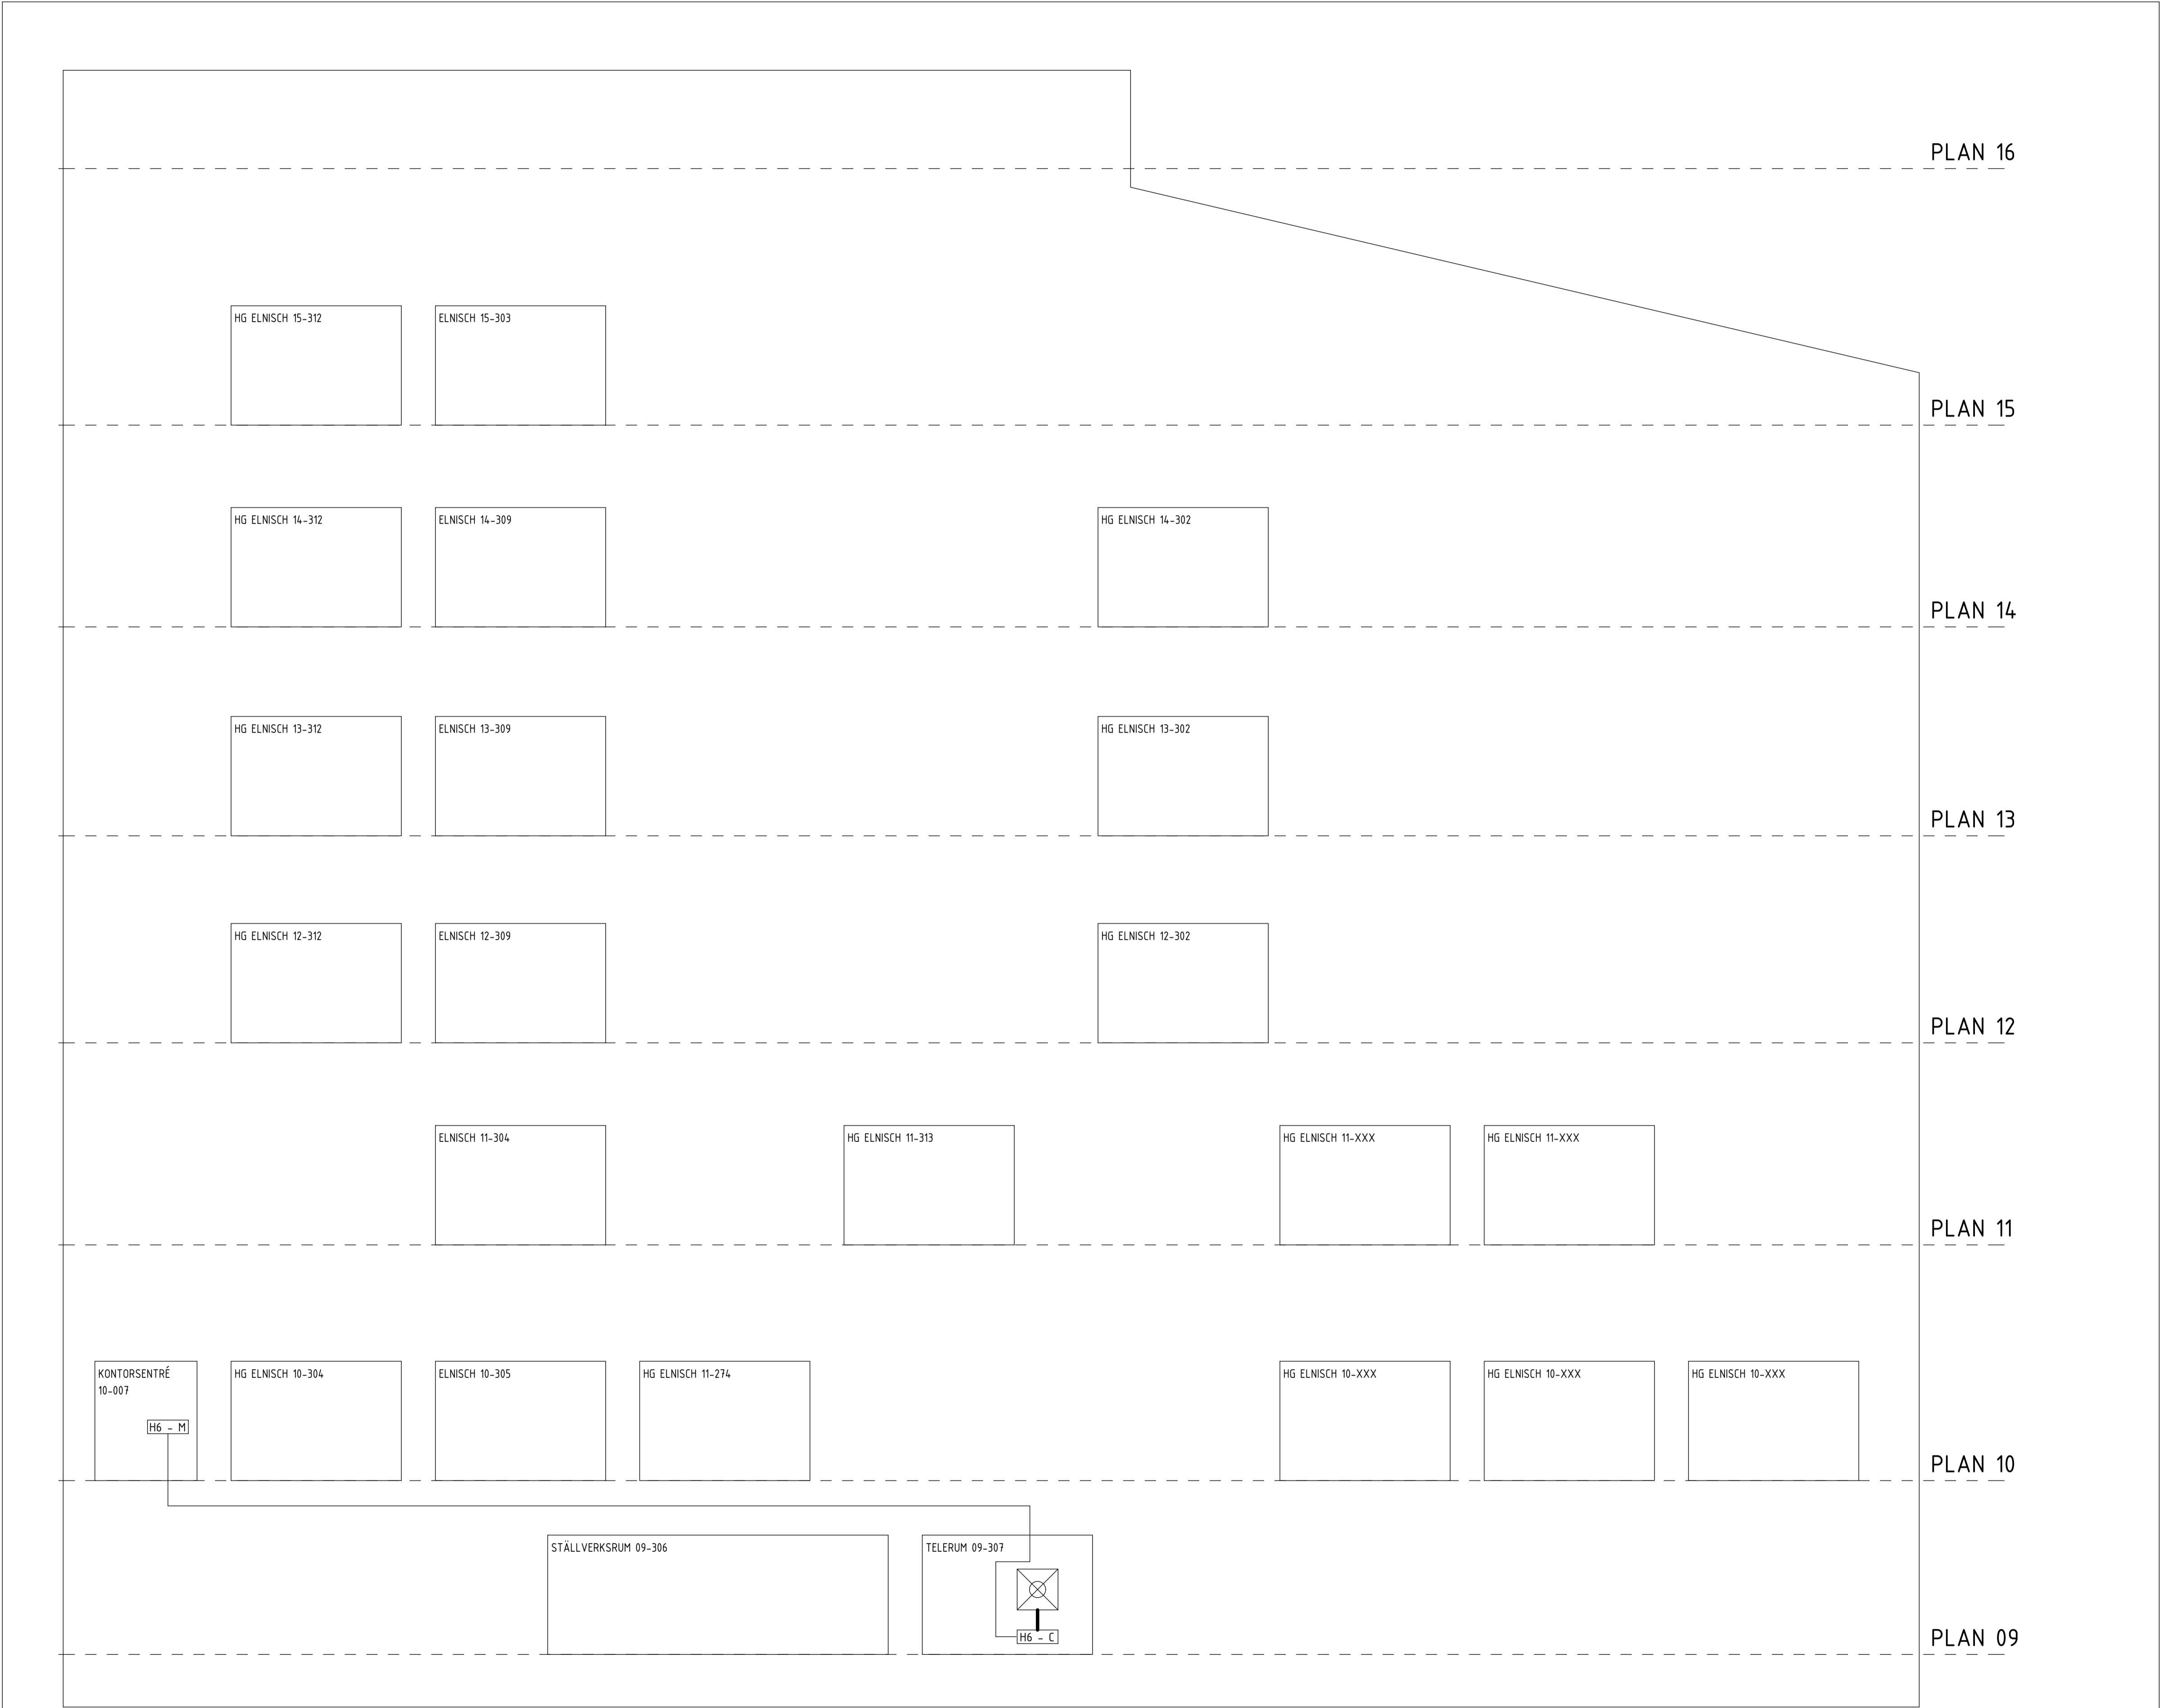 PLAN 16
HG ELNISCH 15-312
ELNISCH 15-303
PLAN 15
HG ELNISCH 14-312
ELNISCH 14-309
HG ELNISCH 14-302
PLAN 14
HG ELNISCH 13-312
ELNISCH 13-309
HG ELNISCH 13-302
PLAN 13
HG ELNISCH 12-312
ELNISCH 12-309
HG ELNISCH 12-302
PLAN 12
ELNISCH 11-304
HG ELNISCH 11-313
HG ELNISCH 11-XXX
HG ELNISCH 11-XXX
PLAN 11
KONTORSENTRÉ
10-007
H6 - M
HG ELNISCH 10-304
ELNISCH 10-305
HG ELNISCH 11-274
HG ELNISCH 10-XXX
HG ELNISCH 10-XXX
HG ELNISCH 10-XXX
PLAN 10
STÄLLVERKSRUM 09-306
TELERUM 09-307
H6 - C
PLAN 09